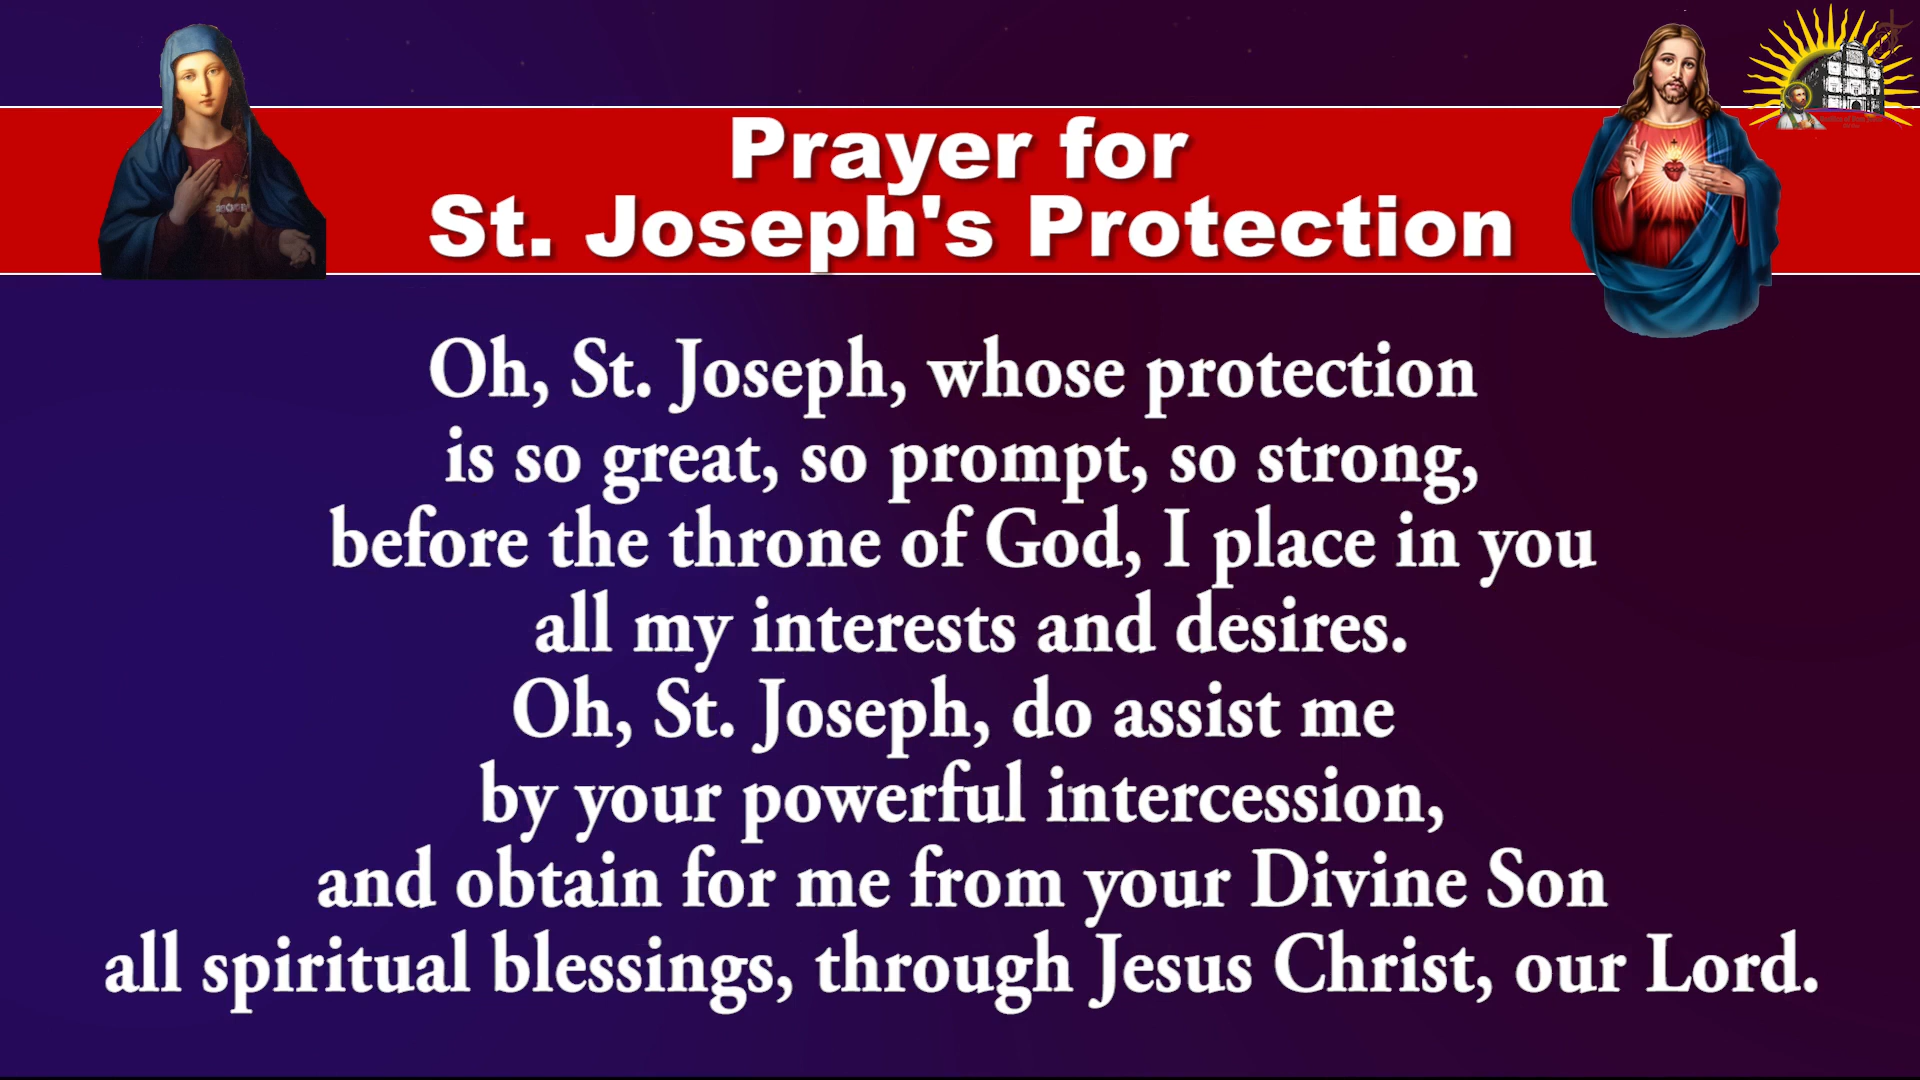 Prayer for
St. Joseph's Protection
Oh, St. Joseph, whose protection
is so great, so prompt, so strong,
before the throne of God, I place in you
all my interests and desires.
Oh, St. Joseph, do assist me
by your powerful intercession,
and obtain for me from your Divine Son
all spiritual blessings, through Jesus Christ, our Lord.